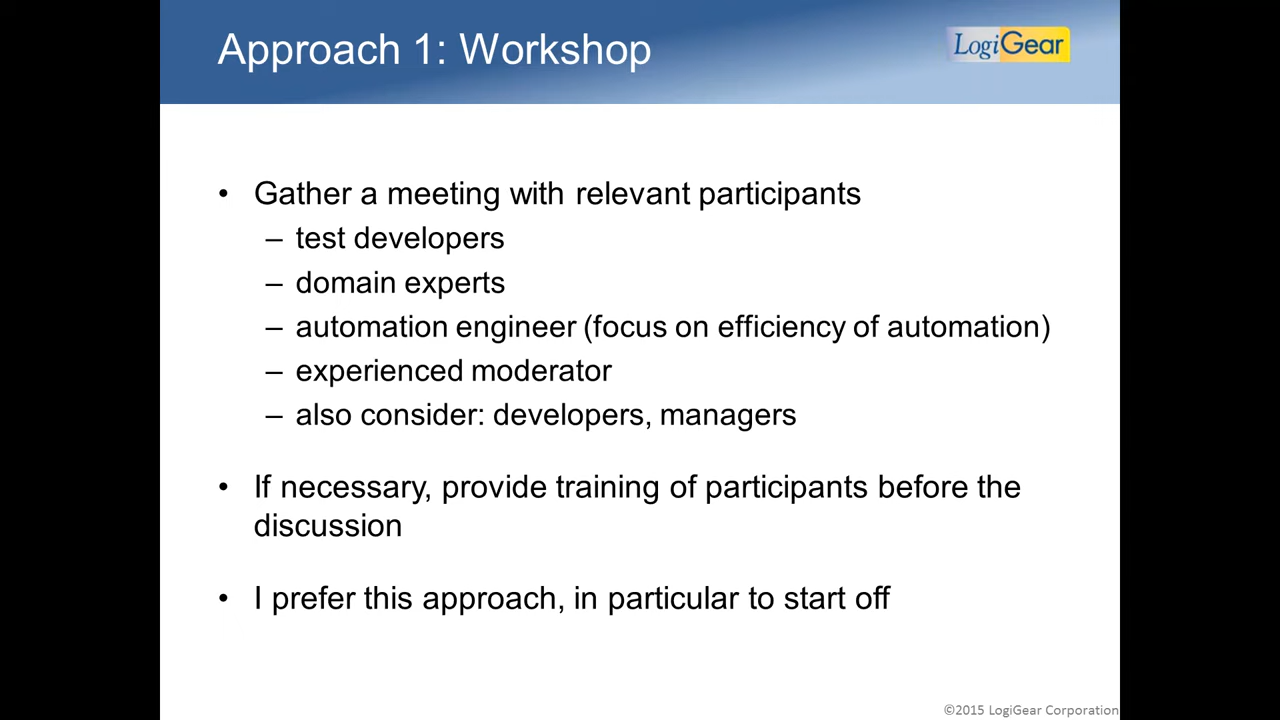 Approach 1: Workshop
LogiGear
• Gather a meeting with relevant participants
– test developers
– domain experts
– automation engineer (focus on efficiency of automation)
– experienced moderator
– also consider: developers, managers
• If necessary, provide training of participants before the
discussion
• I prefer this approach, in particular to start off
©2015 LogiGear Corporation